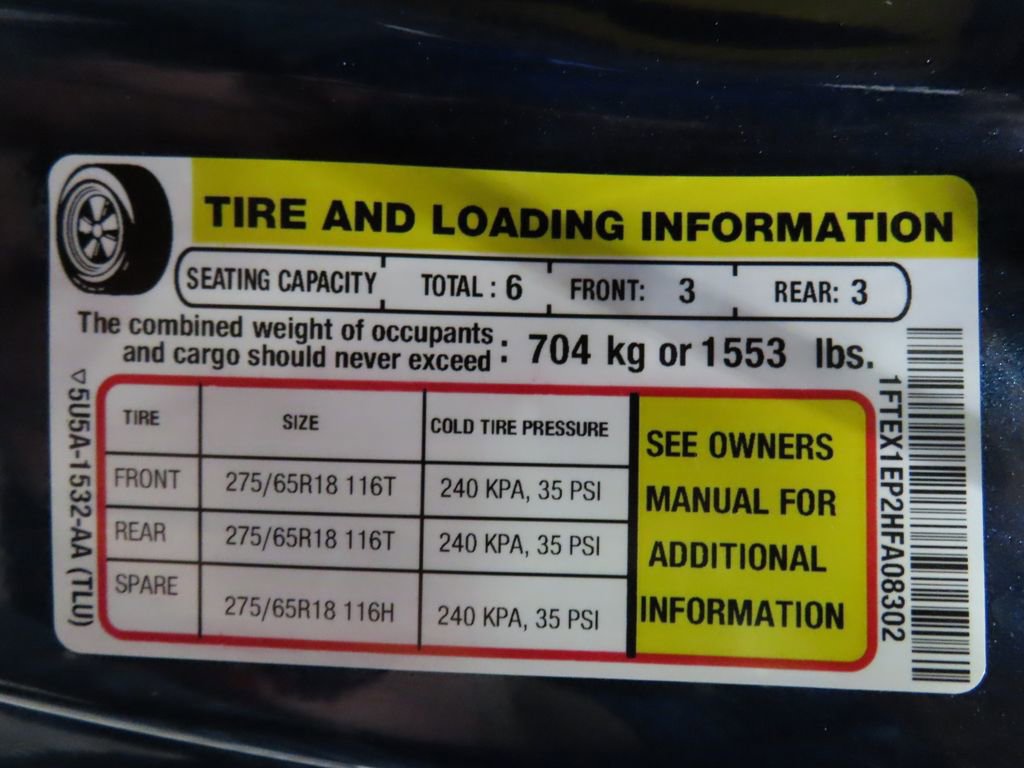 TIRE AND LOADING INFORMATION
SEATING CAPACITY TOTAL : 6 FRONT: 3 REAR: 3
The combined weight of occupants
and cargo should never exceed : 704 kg or 1553 lbs.
TIRE SIZE COLD TIRE PRESSURE
FRONT 275/65R18 116T 240 KPA, 35 PSI
REAR 275/65R18 116T 240 KPA, 35 PSI
SPARE 275/65R18 116H 240 KPA, 35 PSI
SEE OWNERS
MANUAL FOR
ADDITIONAL
INFORMATION
▽5U5A-1532-AA (TLU)
1FTEX1EP2HFA08302